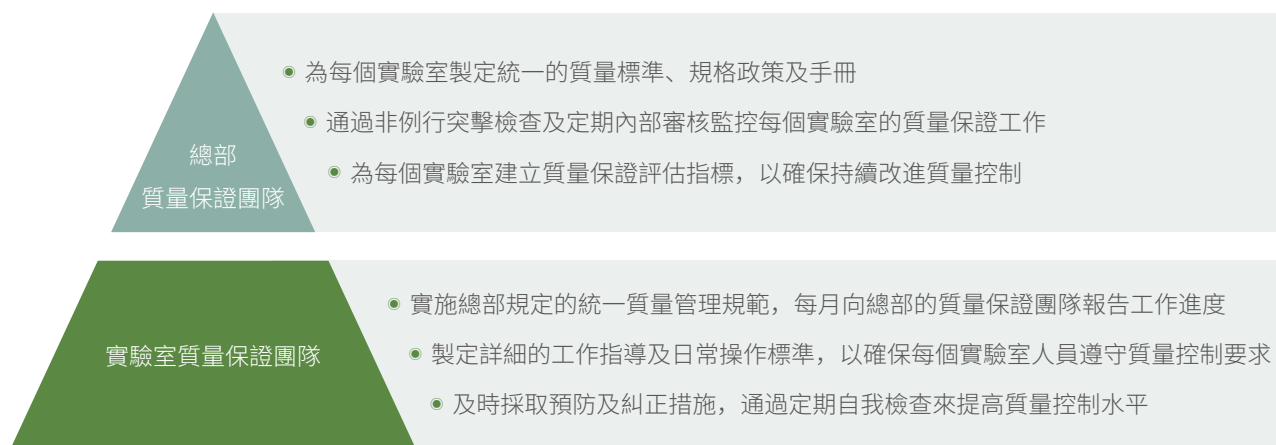 總部
質量保證團隊
為每個實驗室製定統一的質量標準、規格政策及手冊
通過非例行突擊檢查及定期內部審核監控每個實驗室的質量保證工作
為每個實驗室建立質量保證評估指標，以確保持續改進質量控制
實驗室質量保證團隊
實施總部規定的統一質量管理規範，每月向總部的質量保證團隊報告工作進度
製定詳細的工作指導及日常操作標準，以確保每個實驗室人員遵守質量控制要求
及時採取預防及糾正措施，通過定期自我檢查來提高質量控制水平